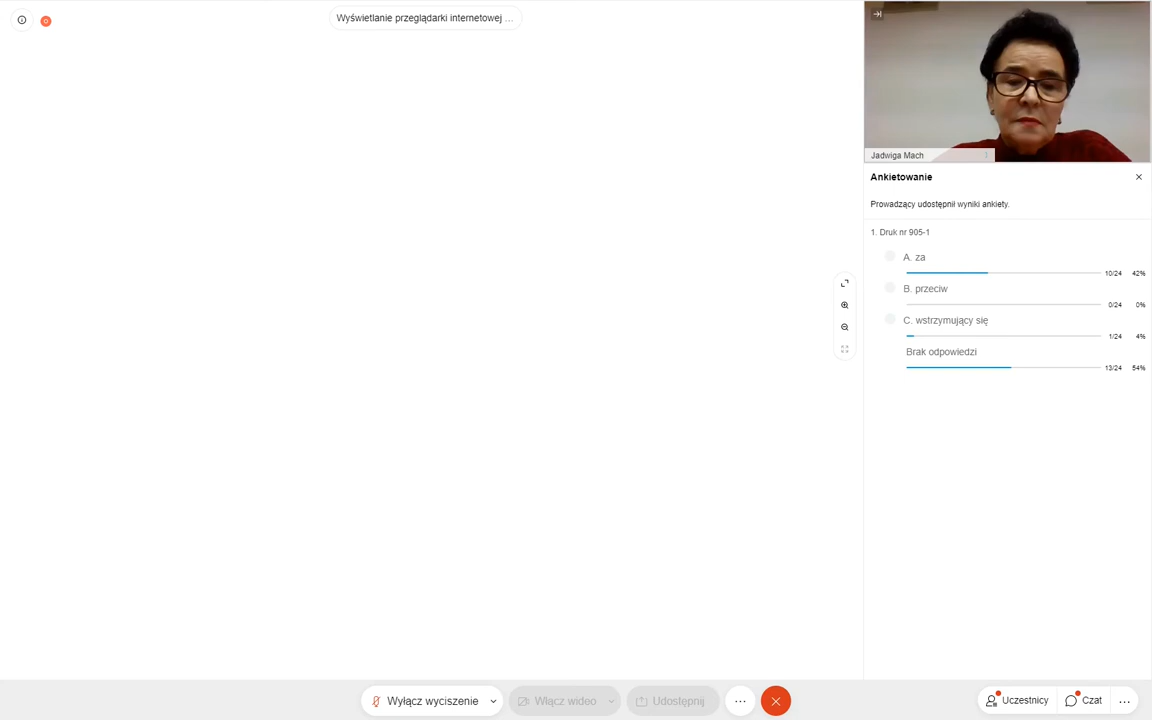 Wyświetlanie przeglądarki internetowej ...
Jadwiga Mach
Ankietowanie
Prowadzący udostępnił wyniki ankiety.
1. Druk nr 905-1
A. za
10/24 42%
B. przeciw
0/24 0%
C. wstrzymujący się
1/24 4%
Brak odpowiedzi
13/24 54%
Wyłącz wyciszenie
Włącz wideo
Udostępnij
Uczestnicy
Czat